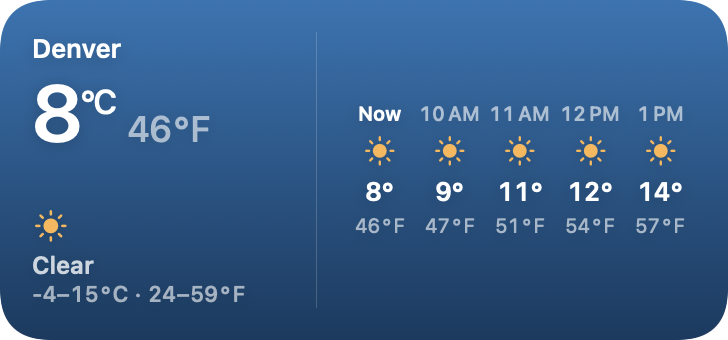 Denver
8°C 46°F
Clear
-4–15°C · 24–59°F
Now 10 AM 11 AM 12 PM 1 PM
8° 9° 11° 12° 14°
46°F 47°F 51°F 54°F 57°F